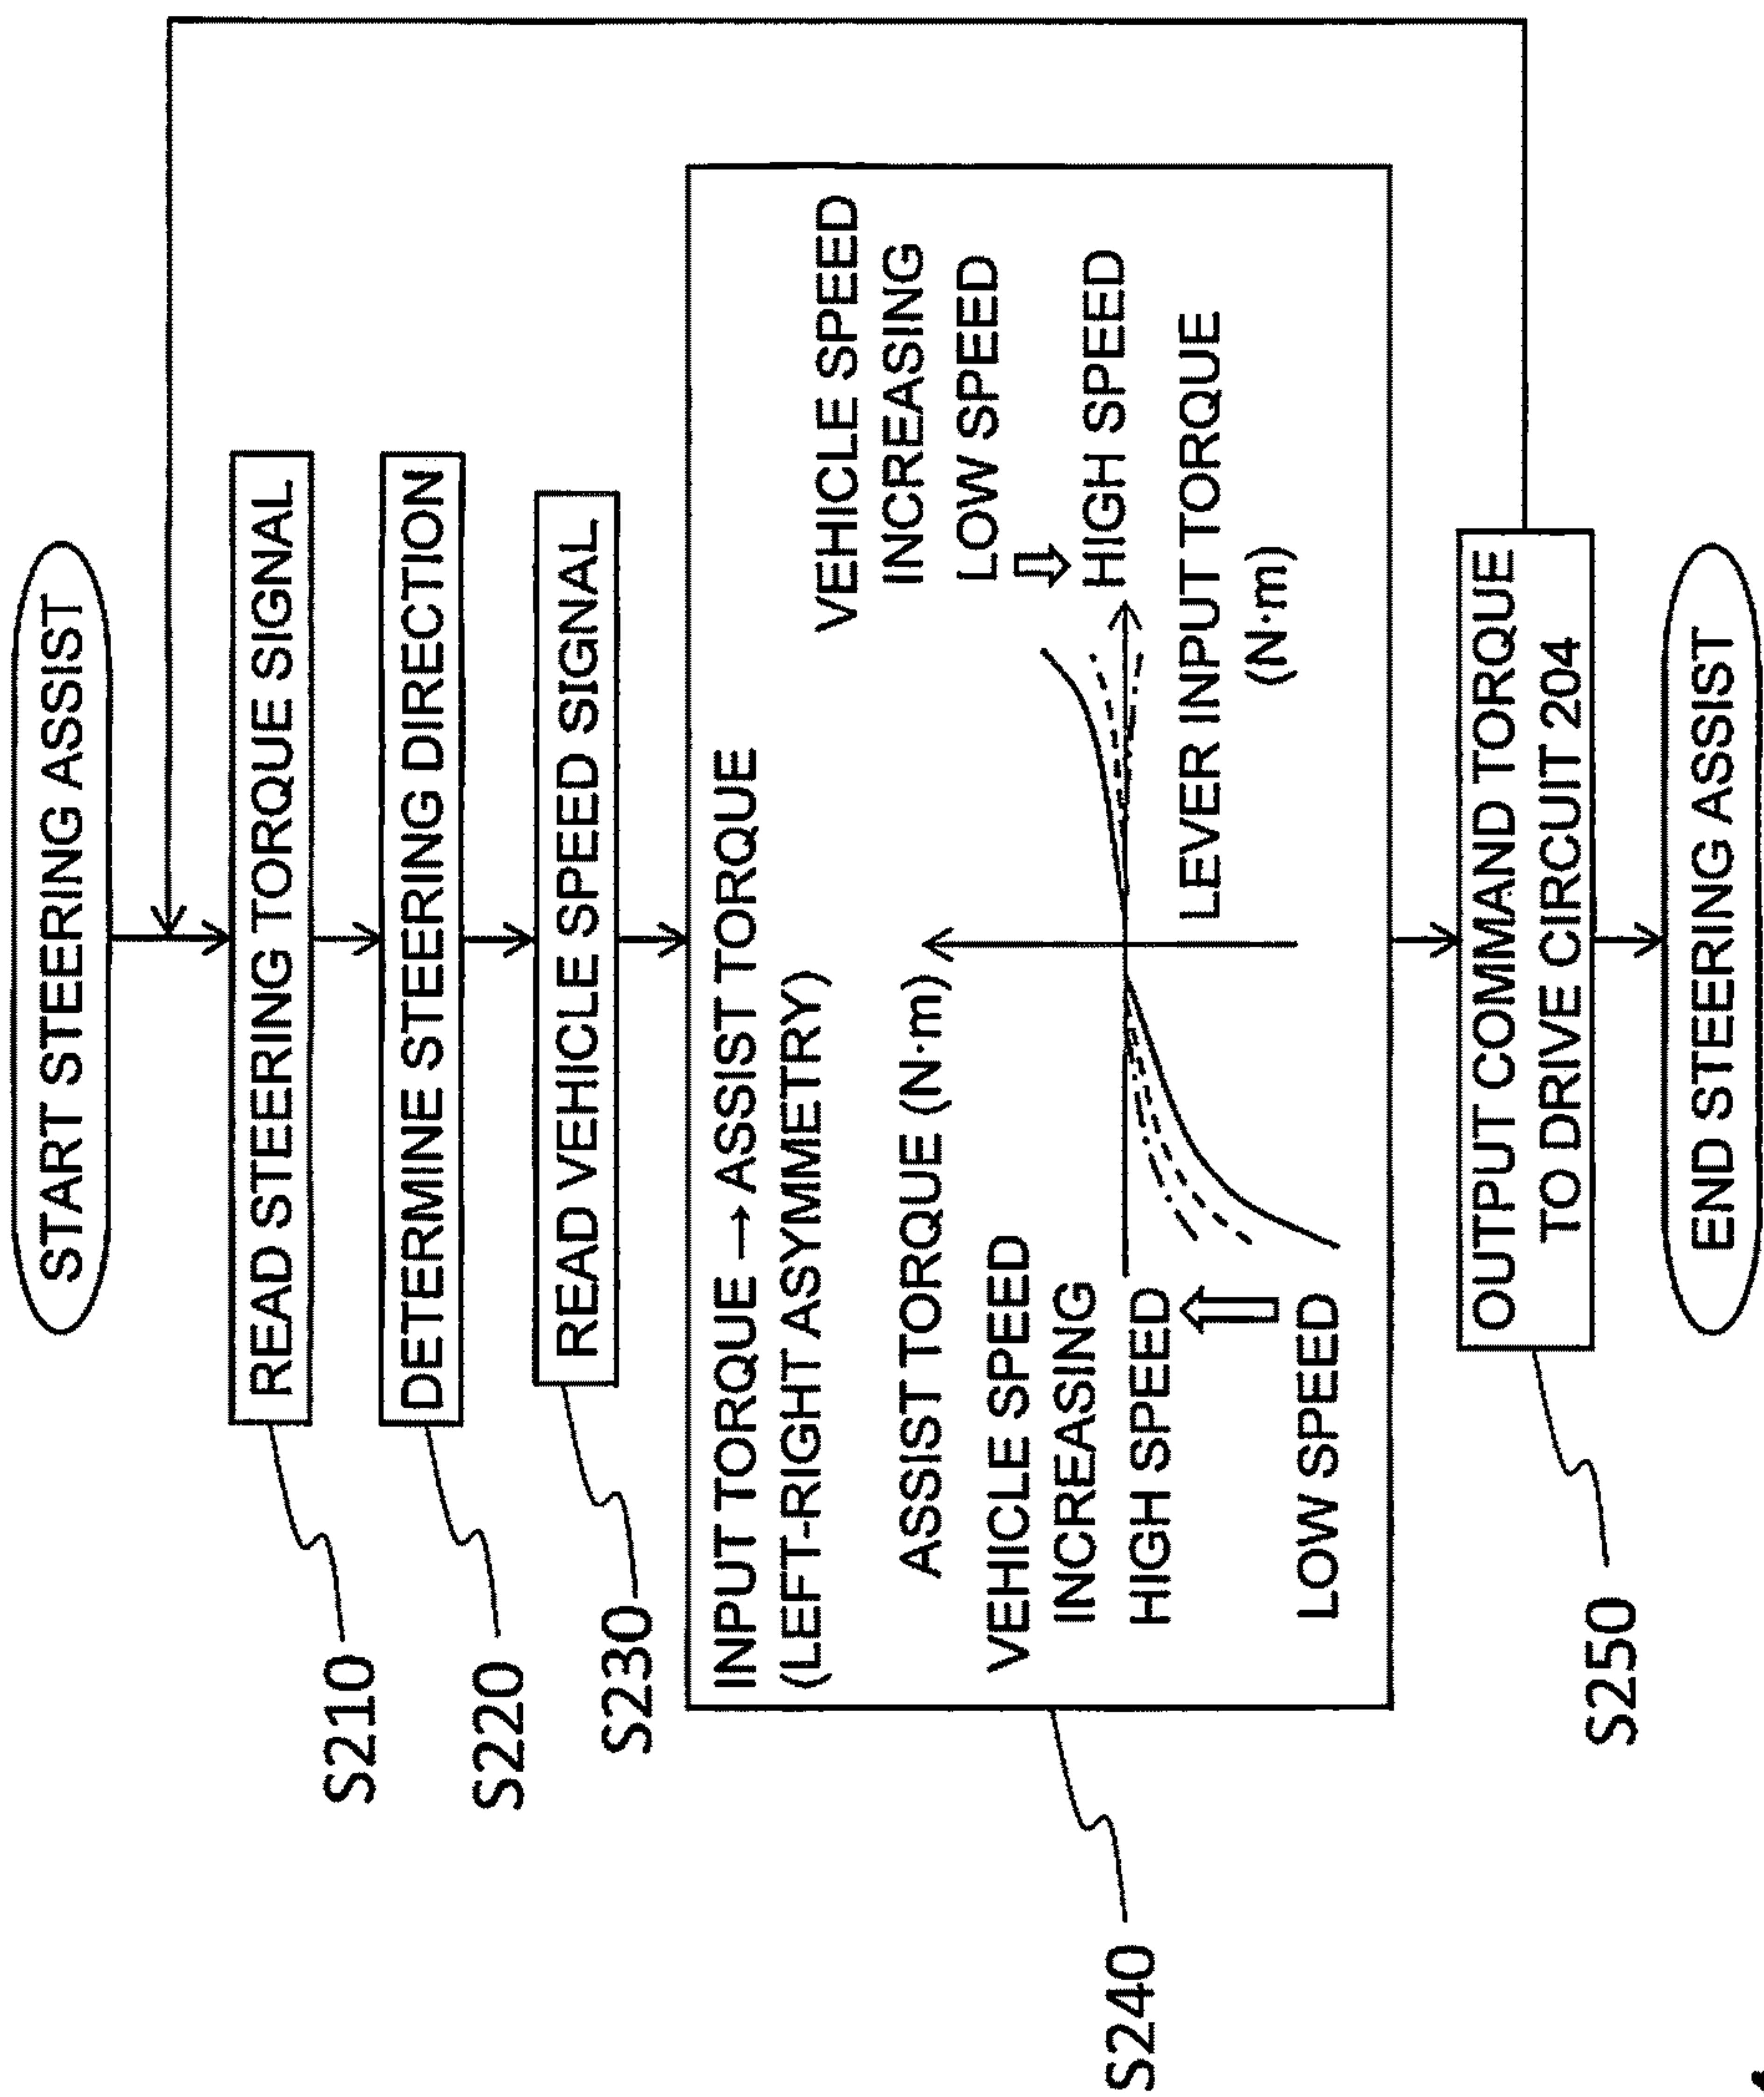 START STEERING ASSIST
READ STEERING TORQUE SIGNAL
S210
DETERMINE STEERING DIRECTION
S220
READ VEHICLE SPEED SIGNAL
S230
INPUT TORQUE → ASSIST TORQUE
(LEFT-RIGHT ASYMMETRY)
ASSIST TORQUE (N·m)
VEHICLE SPEED
INCREASING
HIGH SPEED
LOW SPEED
VEHICLE SPEED
INCREASING
LOW SPEED
HIGH SPEED
LEVER INPUT TORQUE
(N·m)
S240
OUTPUT COMMAND TORQUE
TO DRIVE CIRCUIT 204
S250
END STEERING ASSIST